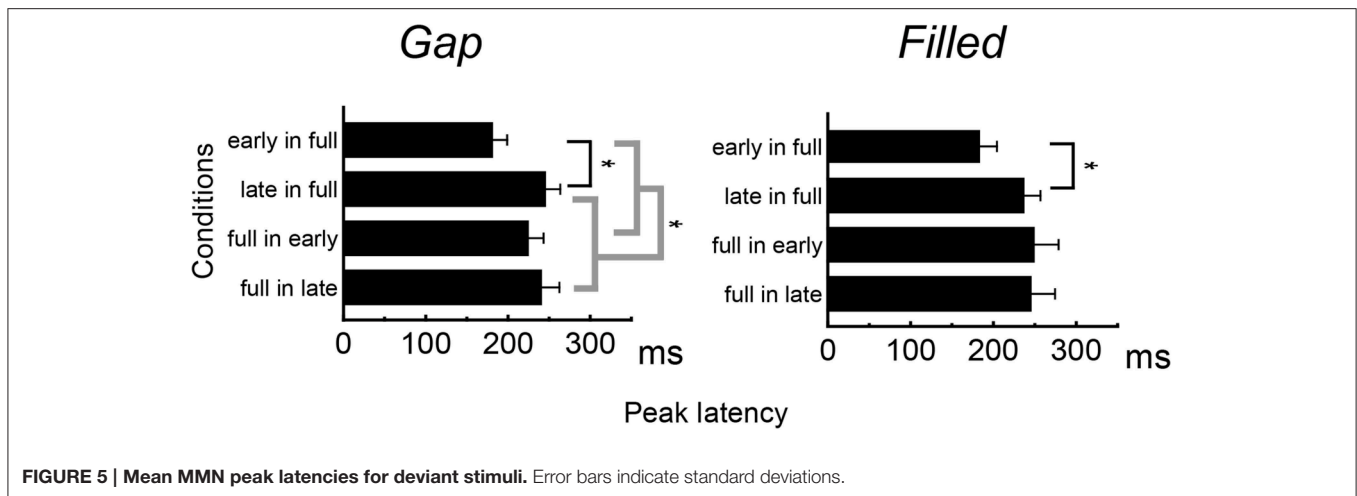 Gap
Filled
Conditions
early in full
late in full
full in early
full in late
*
*
0 100 200 300 ms
early in full
late in full
full in early
full in late
*
0 100 200 300 ms
Peak latency
FIGURE 5 | Mean MMN peak latencies for deviant stimuli. Error bars indicate standard deviations.